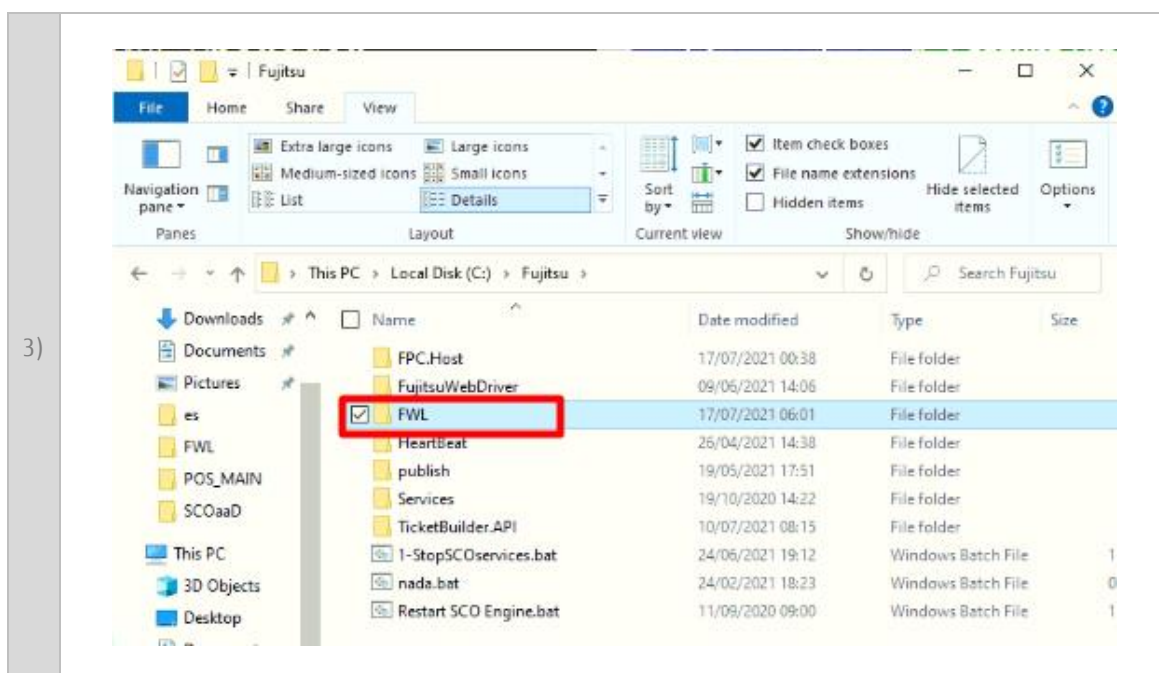 Fujitsu
File Home Share View
Extra large icons Large icons Item check boxes
Medium-sized icons Small icons File name extensions
Navigation pane List Details Sort by Hidden items Hide selected items Options
Panes Layout Current view Show/hide
This PC > Local Disk (C:) > Fujitsu > Search Fujitsu
Downloads Name Date modified Type Size
3)
Documents FPC.Host 17/07/2021 00:38 File folder
Pictures FujitsuWebDriver 09/06/2021 14:06 File folder
es FWL 17/07/2021 06:01 File folder
FWL HeartBeat 26/04/2021 14:38 File folder
POS_MAIN publish 19/05/2021 17:51 File folder
SCOaaD Services 19/10/2020 14:22 File folder
TicketBuilder.API 10/07/2021 08:15 File folder
This PC 1-StopSCOservices.bat 24/06/2021 19:12 Windows Batch File 1
3D Objects nada.bat 24/02/2021 18:23 Windows Batch File 0
Desktop Restart SCO Engine.bat 11/09/2020 09:00 Windows Batch File 1